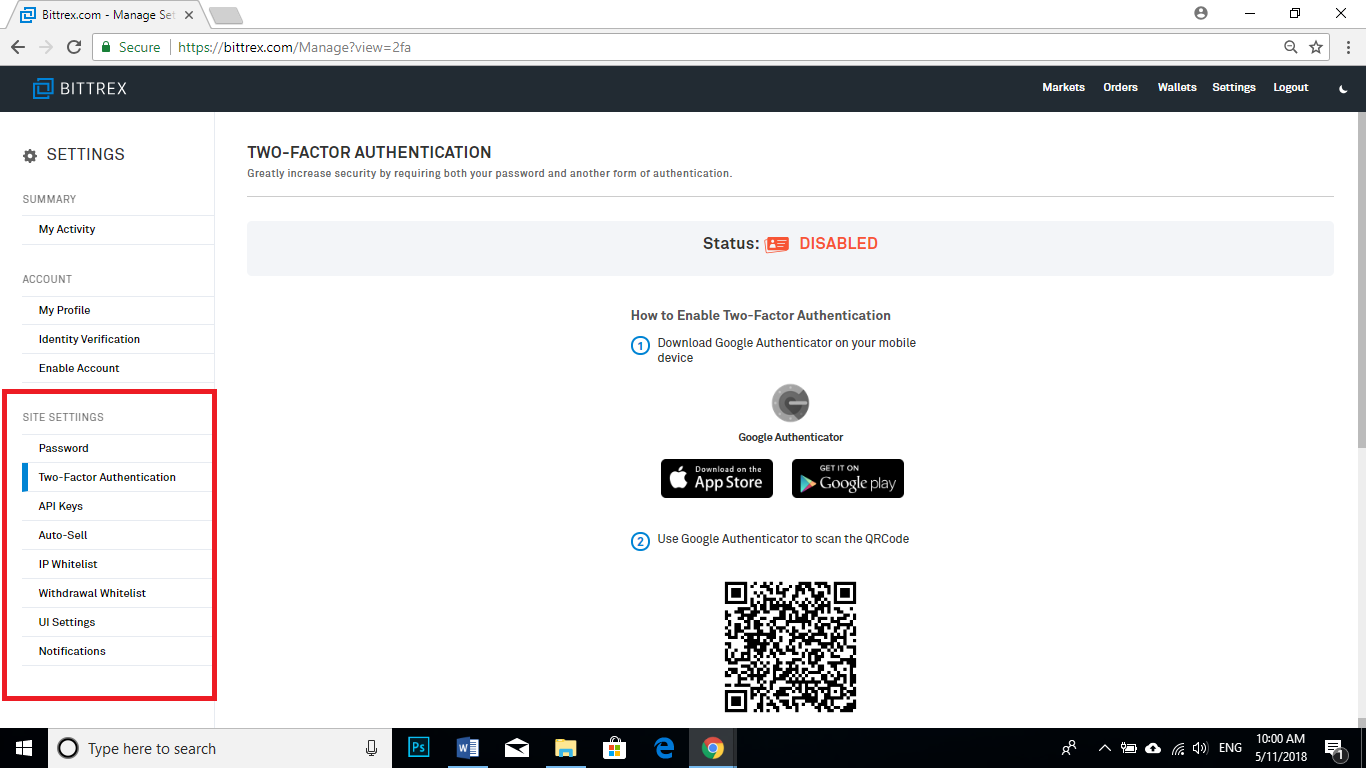 Bittrex.com - Manage Set
Secure
https://bittrex.com/Manage?view=2fa
BITTREX
Markets
Orders
Wallets
Settings
Logout
SETTINGS
SUMMARY
My Activity
ACCOUNT
My Profile
Identity Verification
Enable Account
SITE SETTIINGS
Password
Two-Factor Authentication
API Keys
Auto-Sell
IP Whitelist
Withdrawal Whitelist
UI Settings
Notifications
TWO-FACTOR AUTHENTICATION
Greatly increase security by requiring both your password and another form of authentication.
Status: DISABLED
How to Enable Two-Factor Authentication
1 Download Google Authenticator on your mobile
device
Google Authenticator
Download on the
App Store
GET IT ON
Google play
2 Use Google Authenticator to scan the QRCode
Type here to search
Ps
W
ENG
10:00 AM
5/11/2018
1